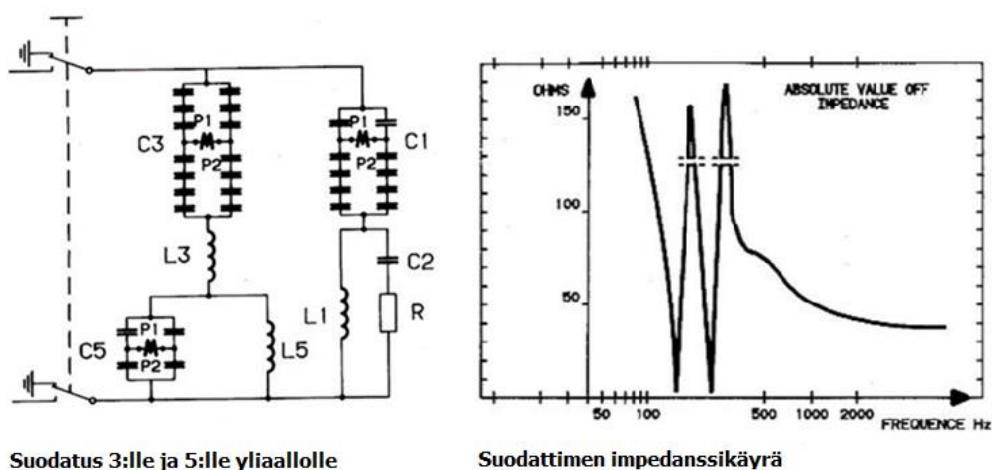 C3
P1
P2
L3
C5
P1
P2
L5
C1
P1
P2
C2
L1
R
OHMS
150
100
50
ABSOLUTE VALUE OFF
IMPEDANCE
50 100 500 1000 2000
FREQUENCE Hz
Suodatus 3:lle ja 5:lle yliaallolle
Suodattimen impedanssikäyrä